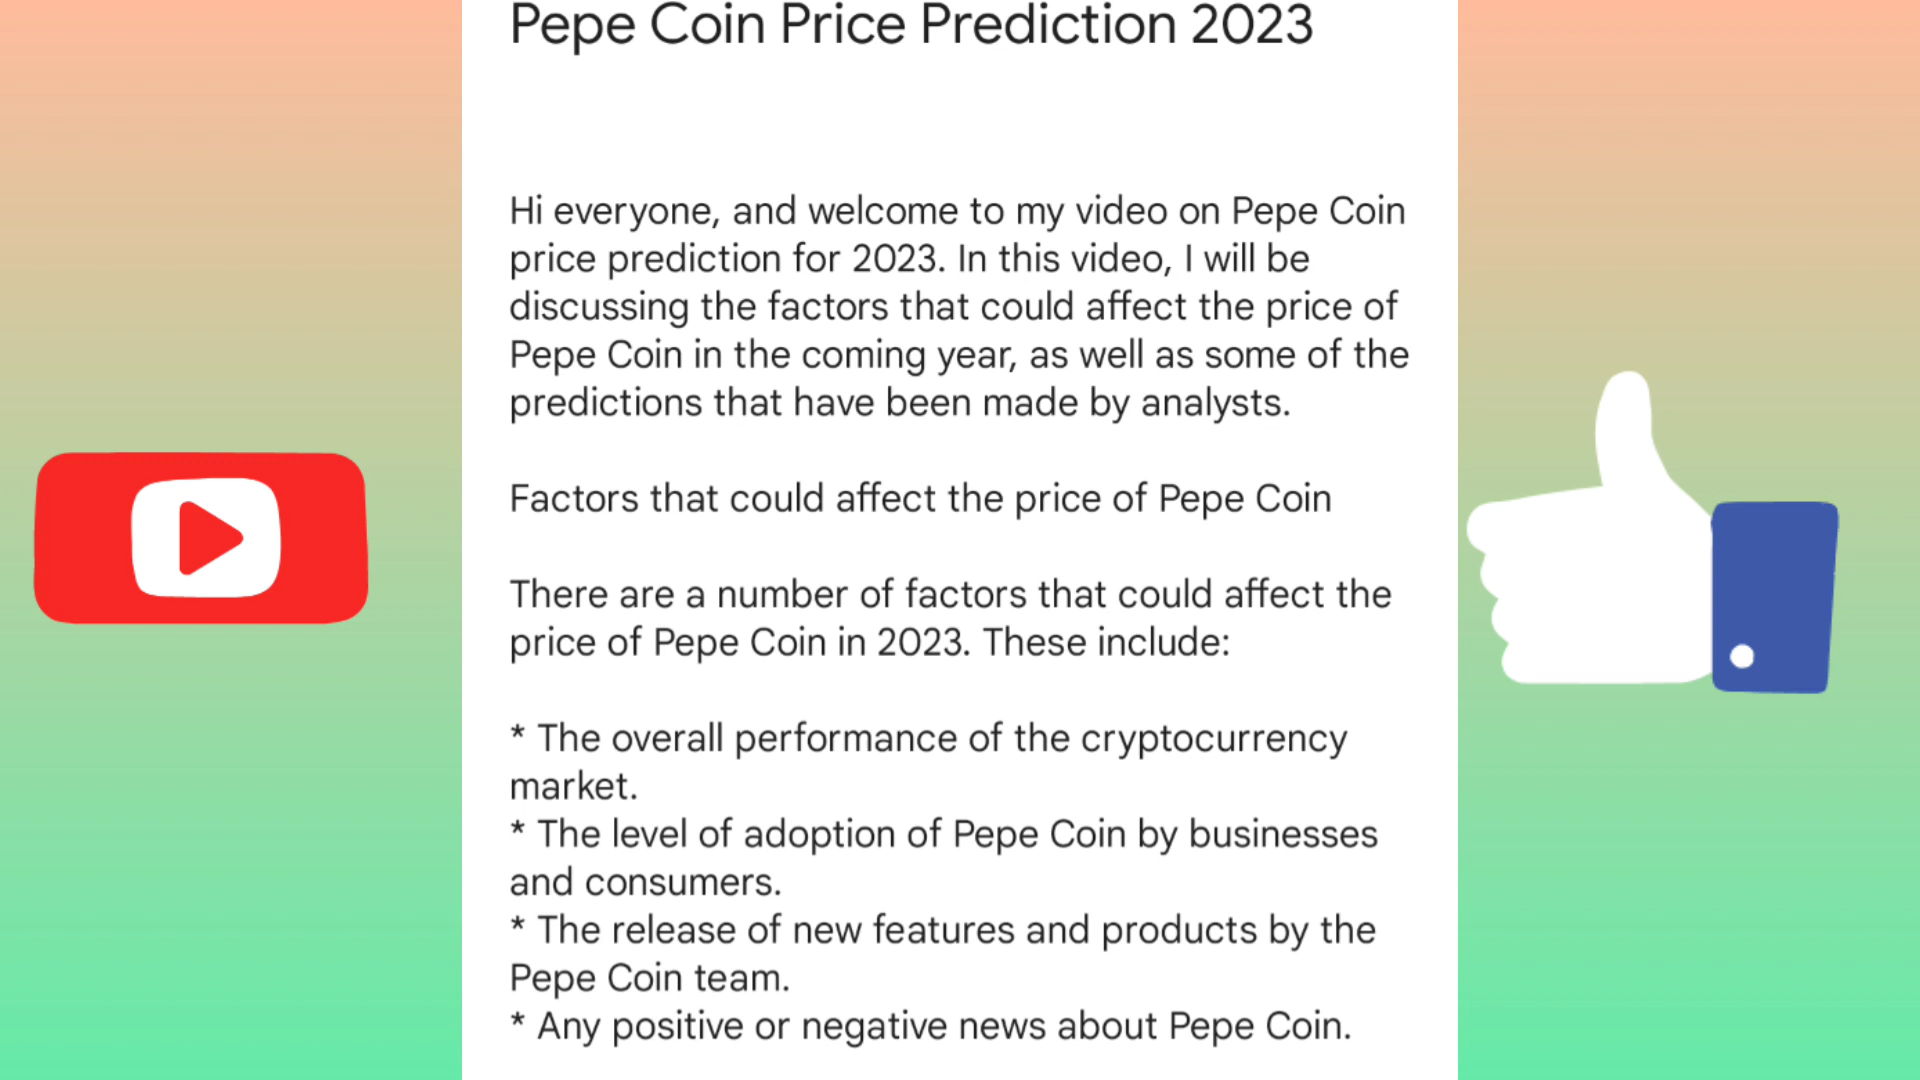 Pepe Coin Price Prediction 2023
Hi everyone, and welcome to my video on Pepe Coin
price prediction for 2023. In this video, I will be
discussing the factors that could affect the price of
Pepe Coin in the coming year, as well as some of the
predictions that have been made by analysts.
Factors that could affect the price of Pepe Coin
There are a number of factors that could affect the
price of Pepe Coin in 2023. These include:
* The overall performance of the cryptocurrency
market.
* The level of adoption of Pepe Coin by businesses
and consumers.
* The release of new features and products by the
Pepe Coin team.
* Any positive or negative news about Pepe Coin.